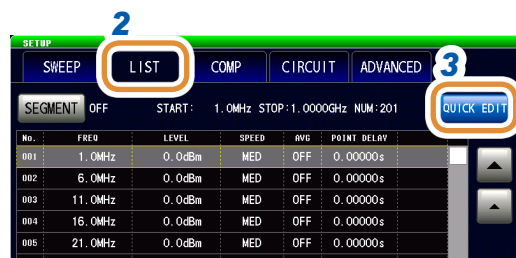 2
SETUP
SWEEP LIST COMP CIRCUIT ADVANCED 3
SEGMENT OFF START: 1.0MHz STOP:1.0000GHz NUM:201 QUICK EDIT
No. FREQ LEVEL SPEED AVG POINT DELAY
001 1.0MHz 0.0dBm MED OFF 0.00000s
002 6.0MHz 0.0dBm MED OFF 0.00000s
003 11.0MHz 0.0dBm MED OFF 0.00000s
004 16.0MHz 0.0dBm MED OFF 0.00000s
005 21.0MHz 0.0dBm MED OFF 0.00000s